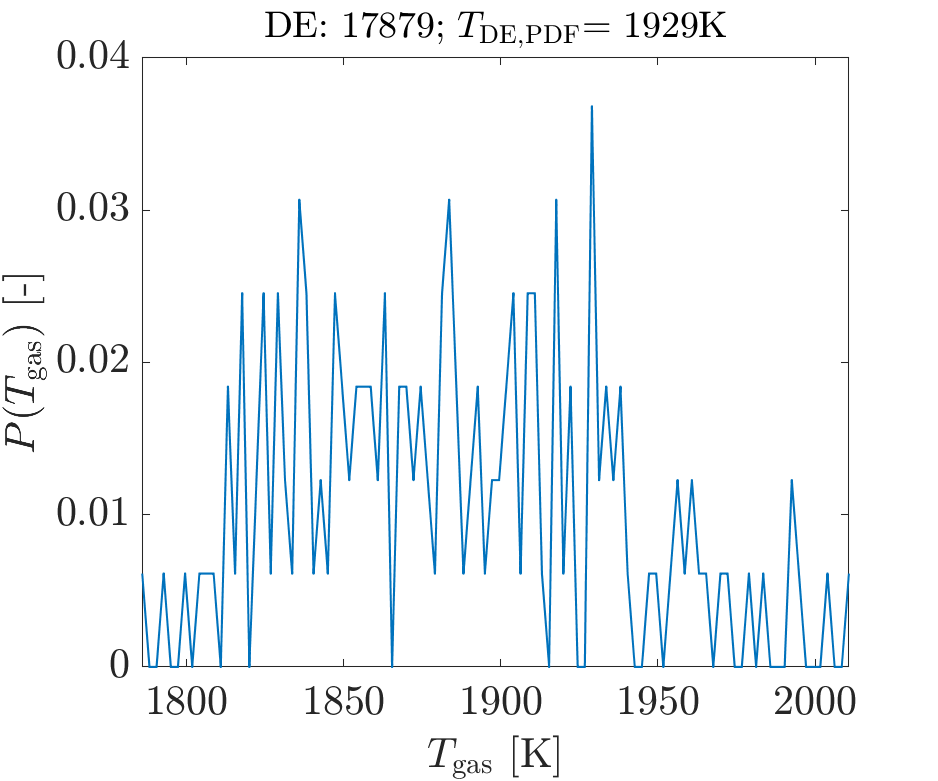 DE: 17879; T_DE,PDF= 1929K
0.04
0.03
0.02
0.01
0
P(T_gas) [-]
1800 1850 1900 1950 2000
T_gas [K]